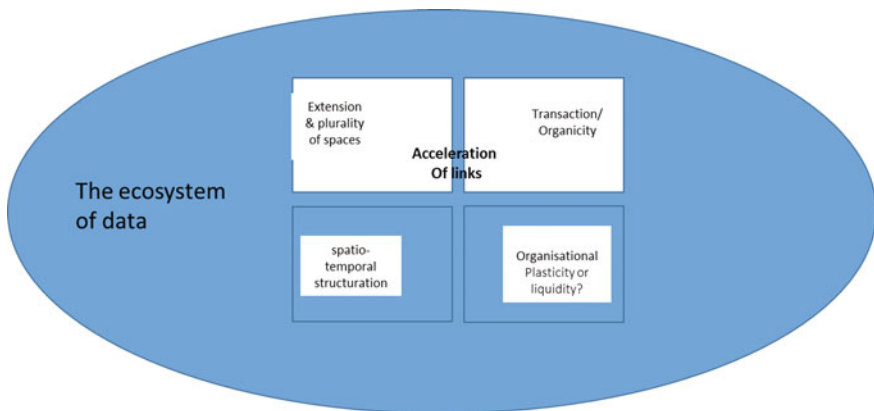 The ecosystem
of data
Extension
& plurality
of spaces
Transaction/
Organicity
Acceleration
Of links
spatio-
temporal
structuration
Organisational
Plasticity or
liquidity?